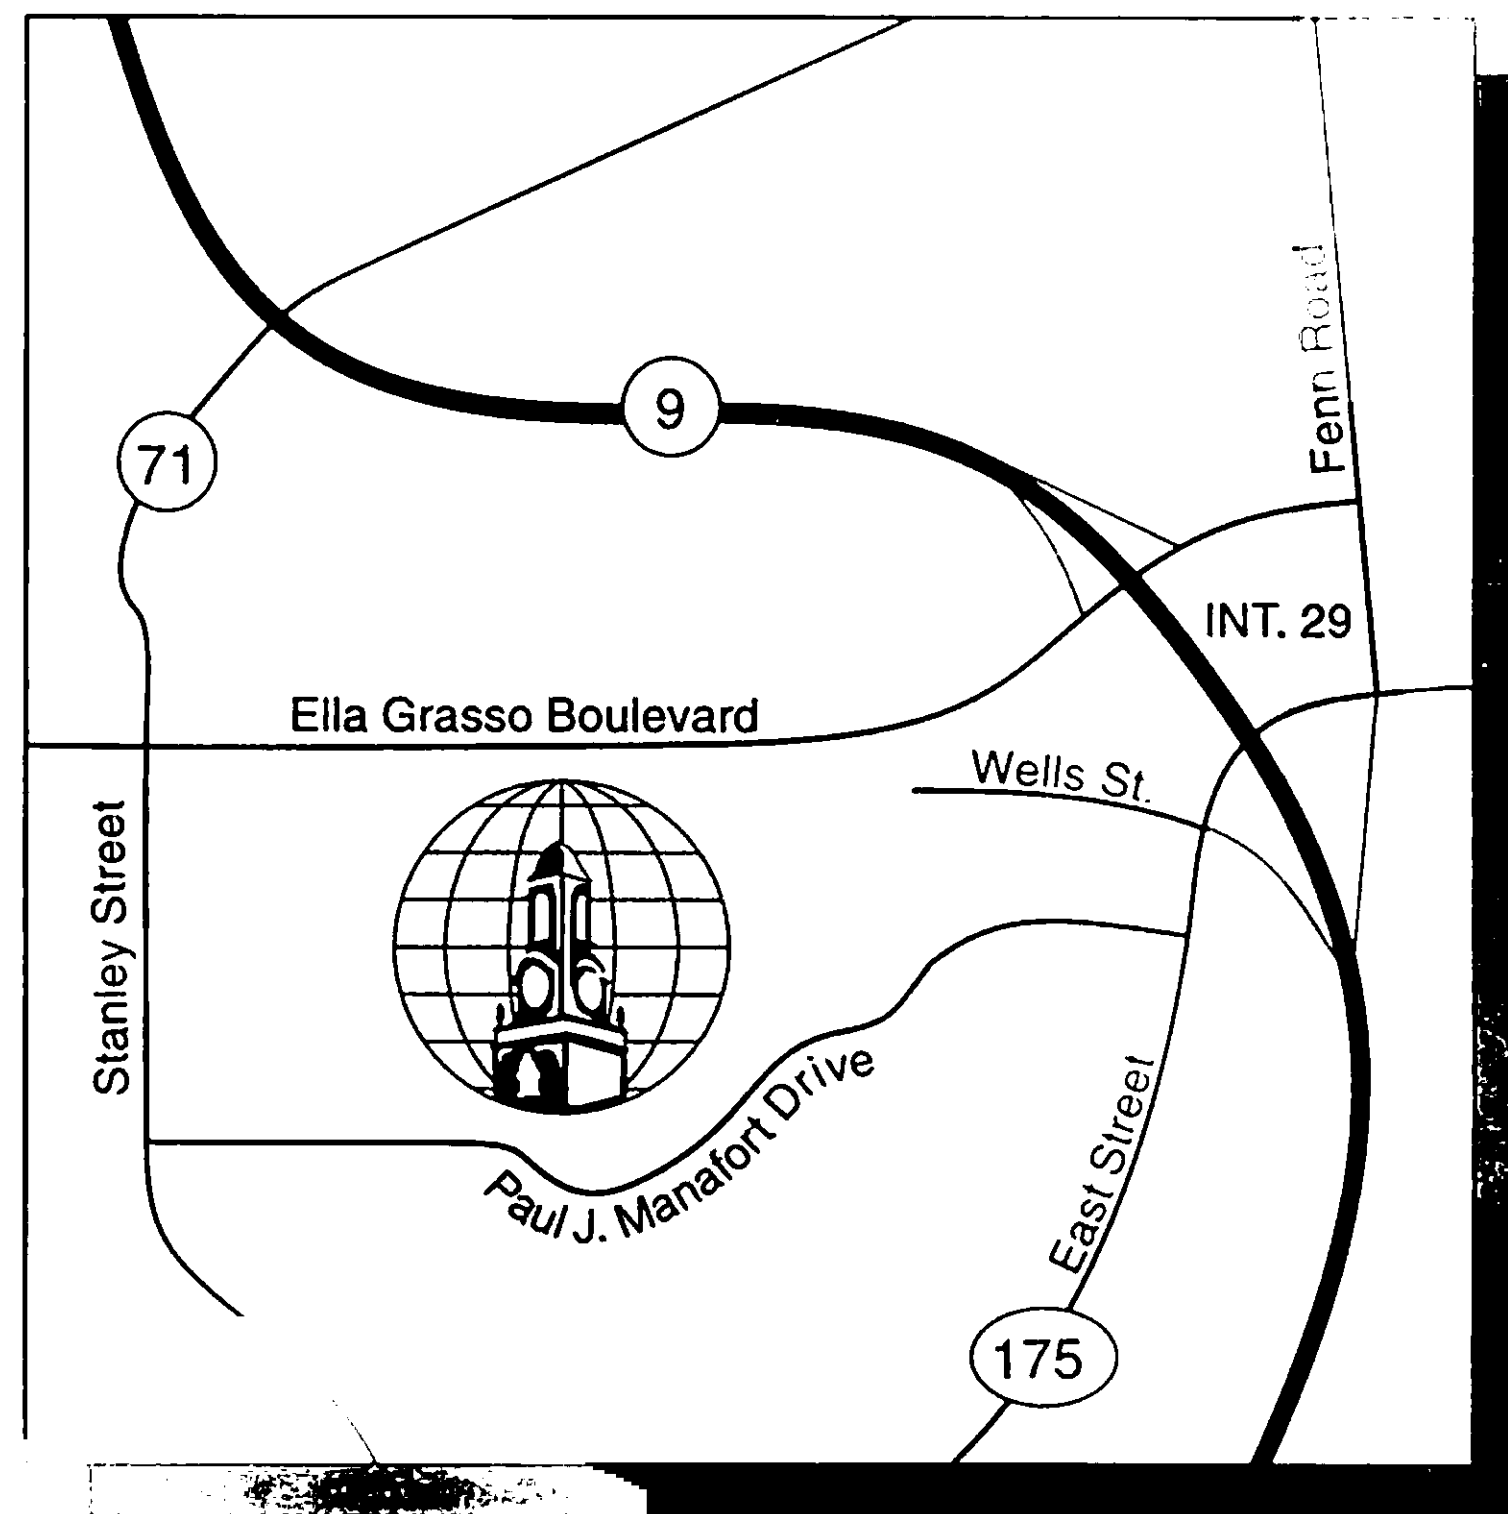 Fenn Road
9
71
INT. 29
Ella Grasso Boulevard
Wells St.
Stanley Street
Paul J. Manafort Drive
East Street
175